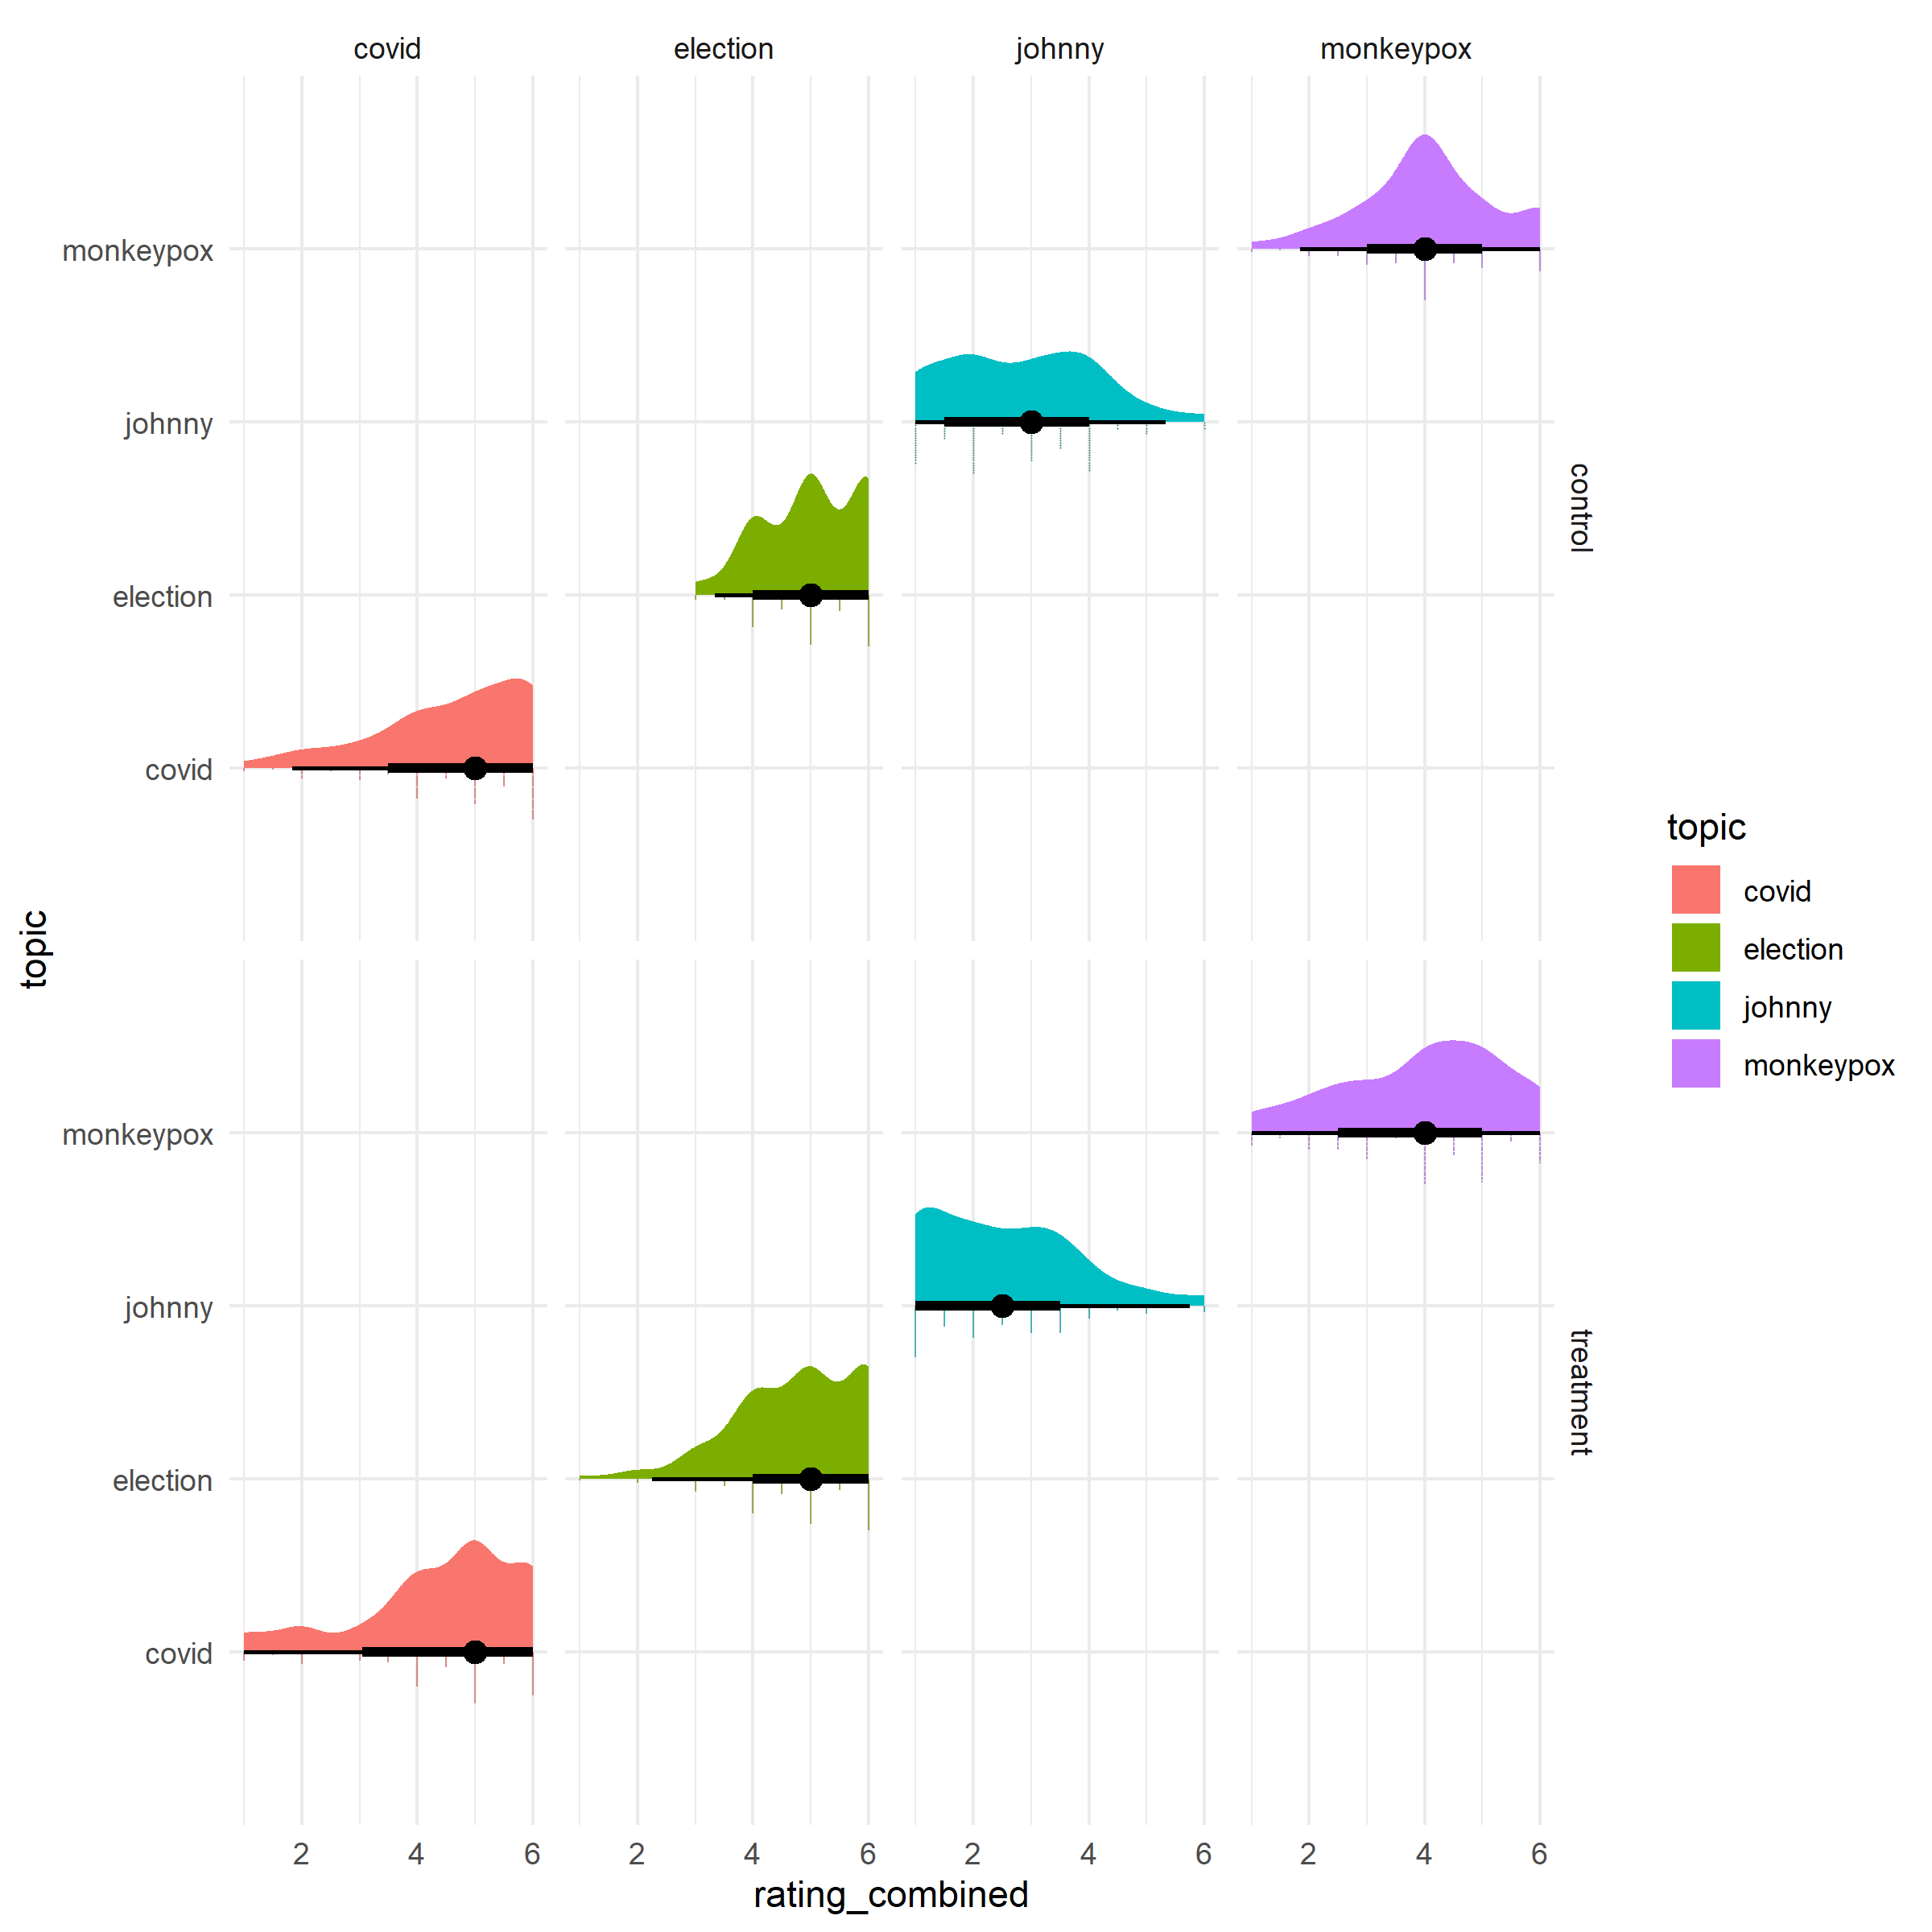 covid election johnny monkeypox
monkeypox
johnny
election
covid
control
topic
monkeypox
johnny
election
covid
treatment
2 4 6 2 4 6 2 4 6 2 4 6
rating_combined
topic
covid
election
johnny
monkeypox